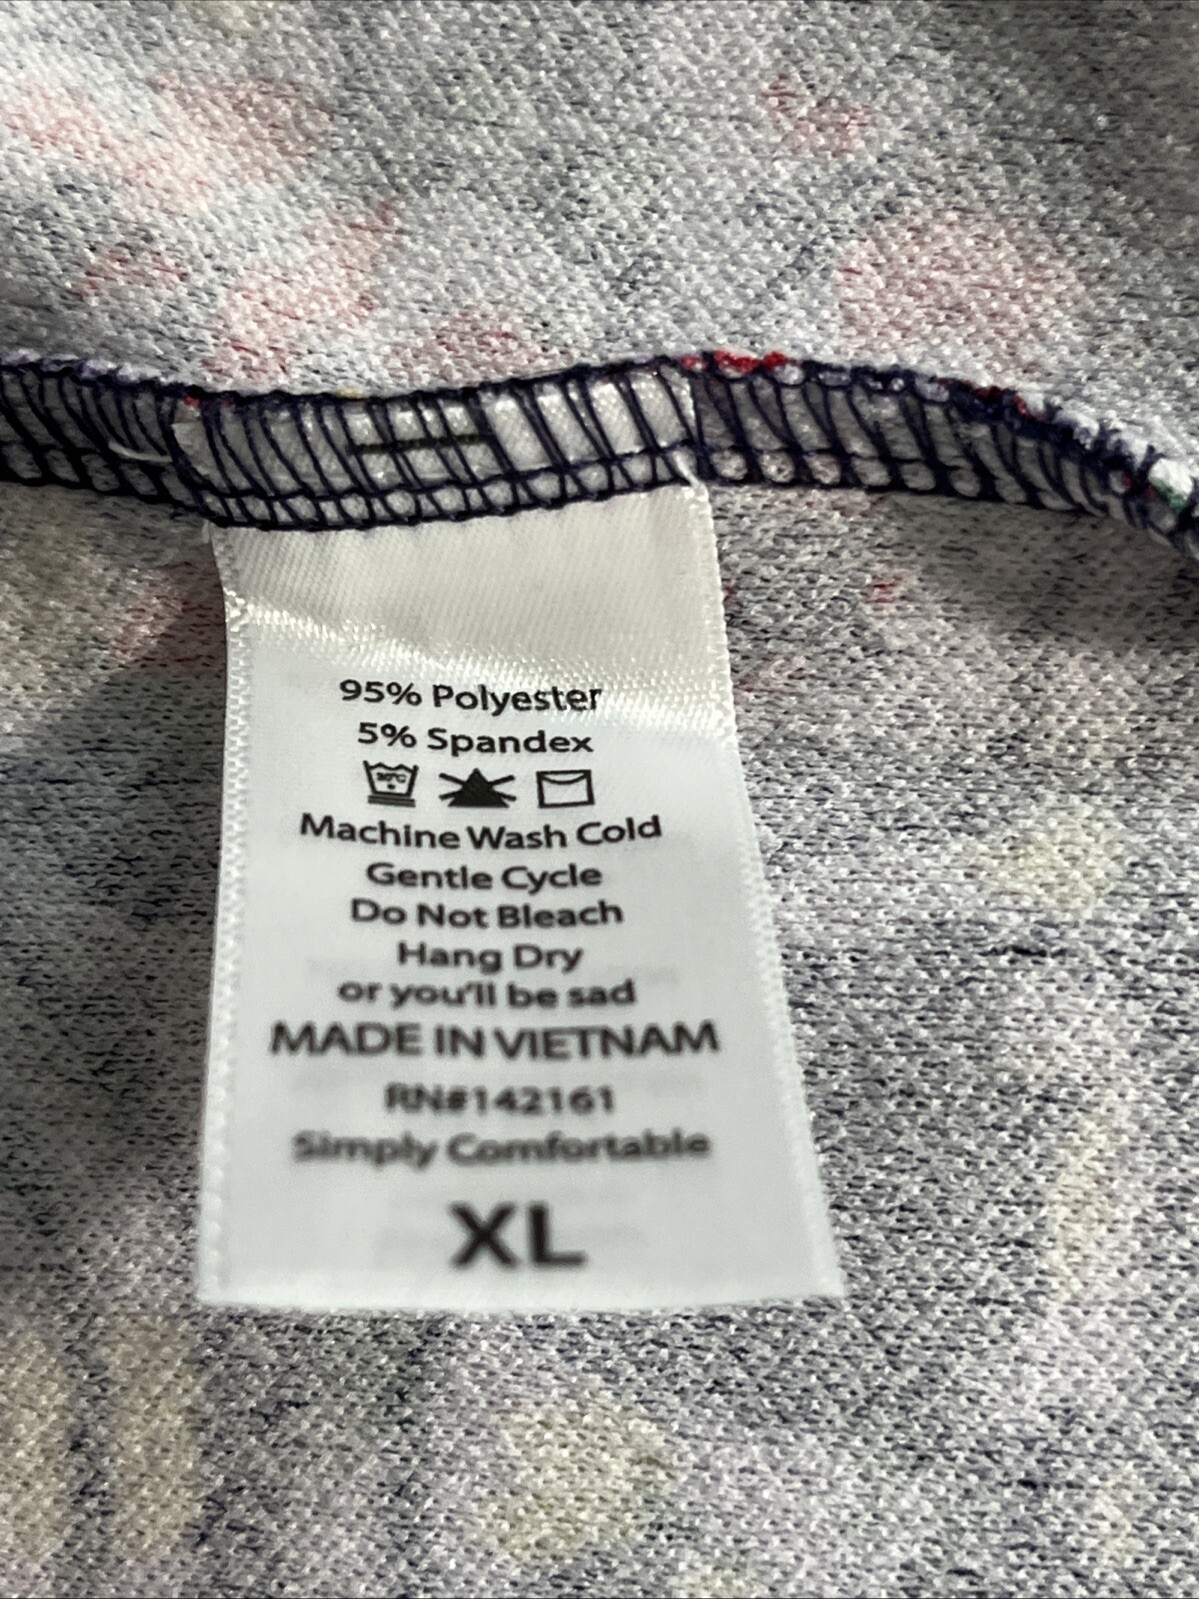 95% Polyester
5% Spandex
30°C
Machine Wash Cold
Gentle Cycle
Do Not Bleach
Hang Dry
or you'll be sad
MADE IN VIETNAM
RN#142161
Simply Comfortable
XL